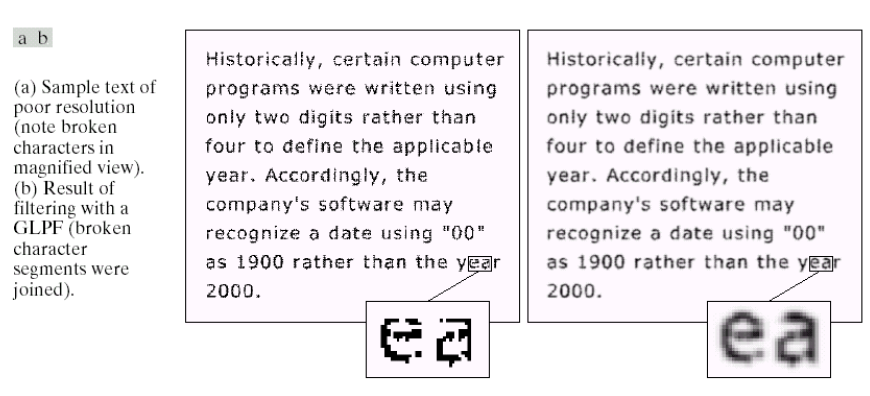 a b
(a) Sample text of
poor resolution
(note broken
characters in
magnified view).
(b) Result of
filtering with a
GLPF (broken
character
segments were
joined).
Historically, certain computer
programs were written using
only two digits rather than
four to define the applicable
year. Accordingly, the
company's software may
recognize a date using "00"
as 1900 rather than the year
2000.
ea
Historically, certain computer
programs were written using
only two digits rather than
four to define the applicable
year. Accordingly, the
company's software may
recognize a date using "00"
as 1900 rather than the year
2000.
ea